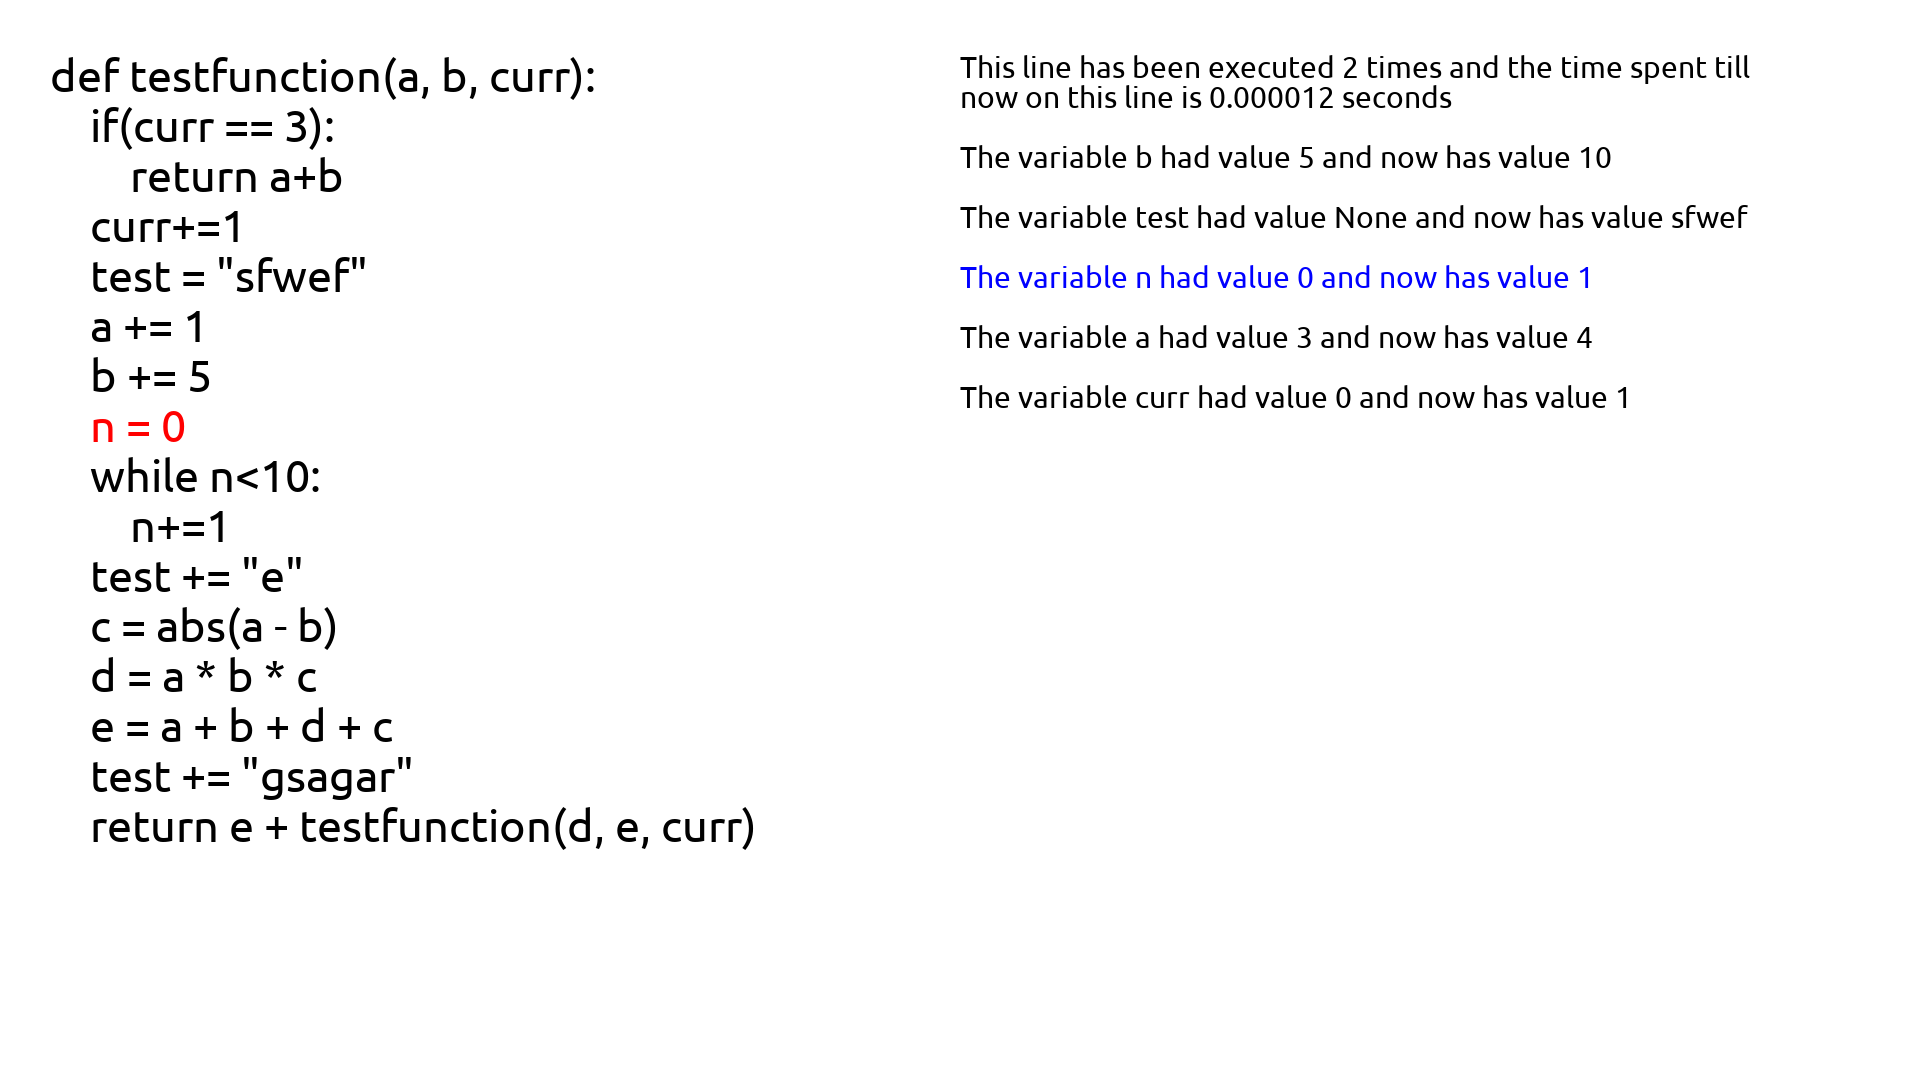 def testfunction(a, b, curr):
    if(curr == 3):
        return a+b
    curr+=1
    test = "sfwef"
    a += 1
    b += 5
    n = 0
    while n<10:
        n+=1
    test += "e"
    c = abs(a - b)
    d = a * b * c
    e = a + b + d + c
    test += "gsagar"
    return e + testfunction(d, e, curr)
This line has been executed 2 times and the time spent till
now on this line is 0.000012 seconds
The variable b had value 5 and now has value 10
The variable test had value None and now has value sfwef
The variable n had value 0 and now has value 1
The variable a had value 3 and now has value 4
The variable curr had value 0 and now has value 1